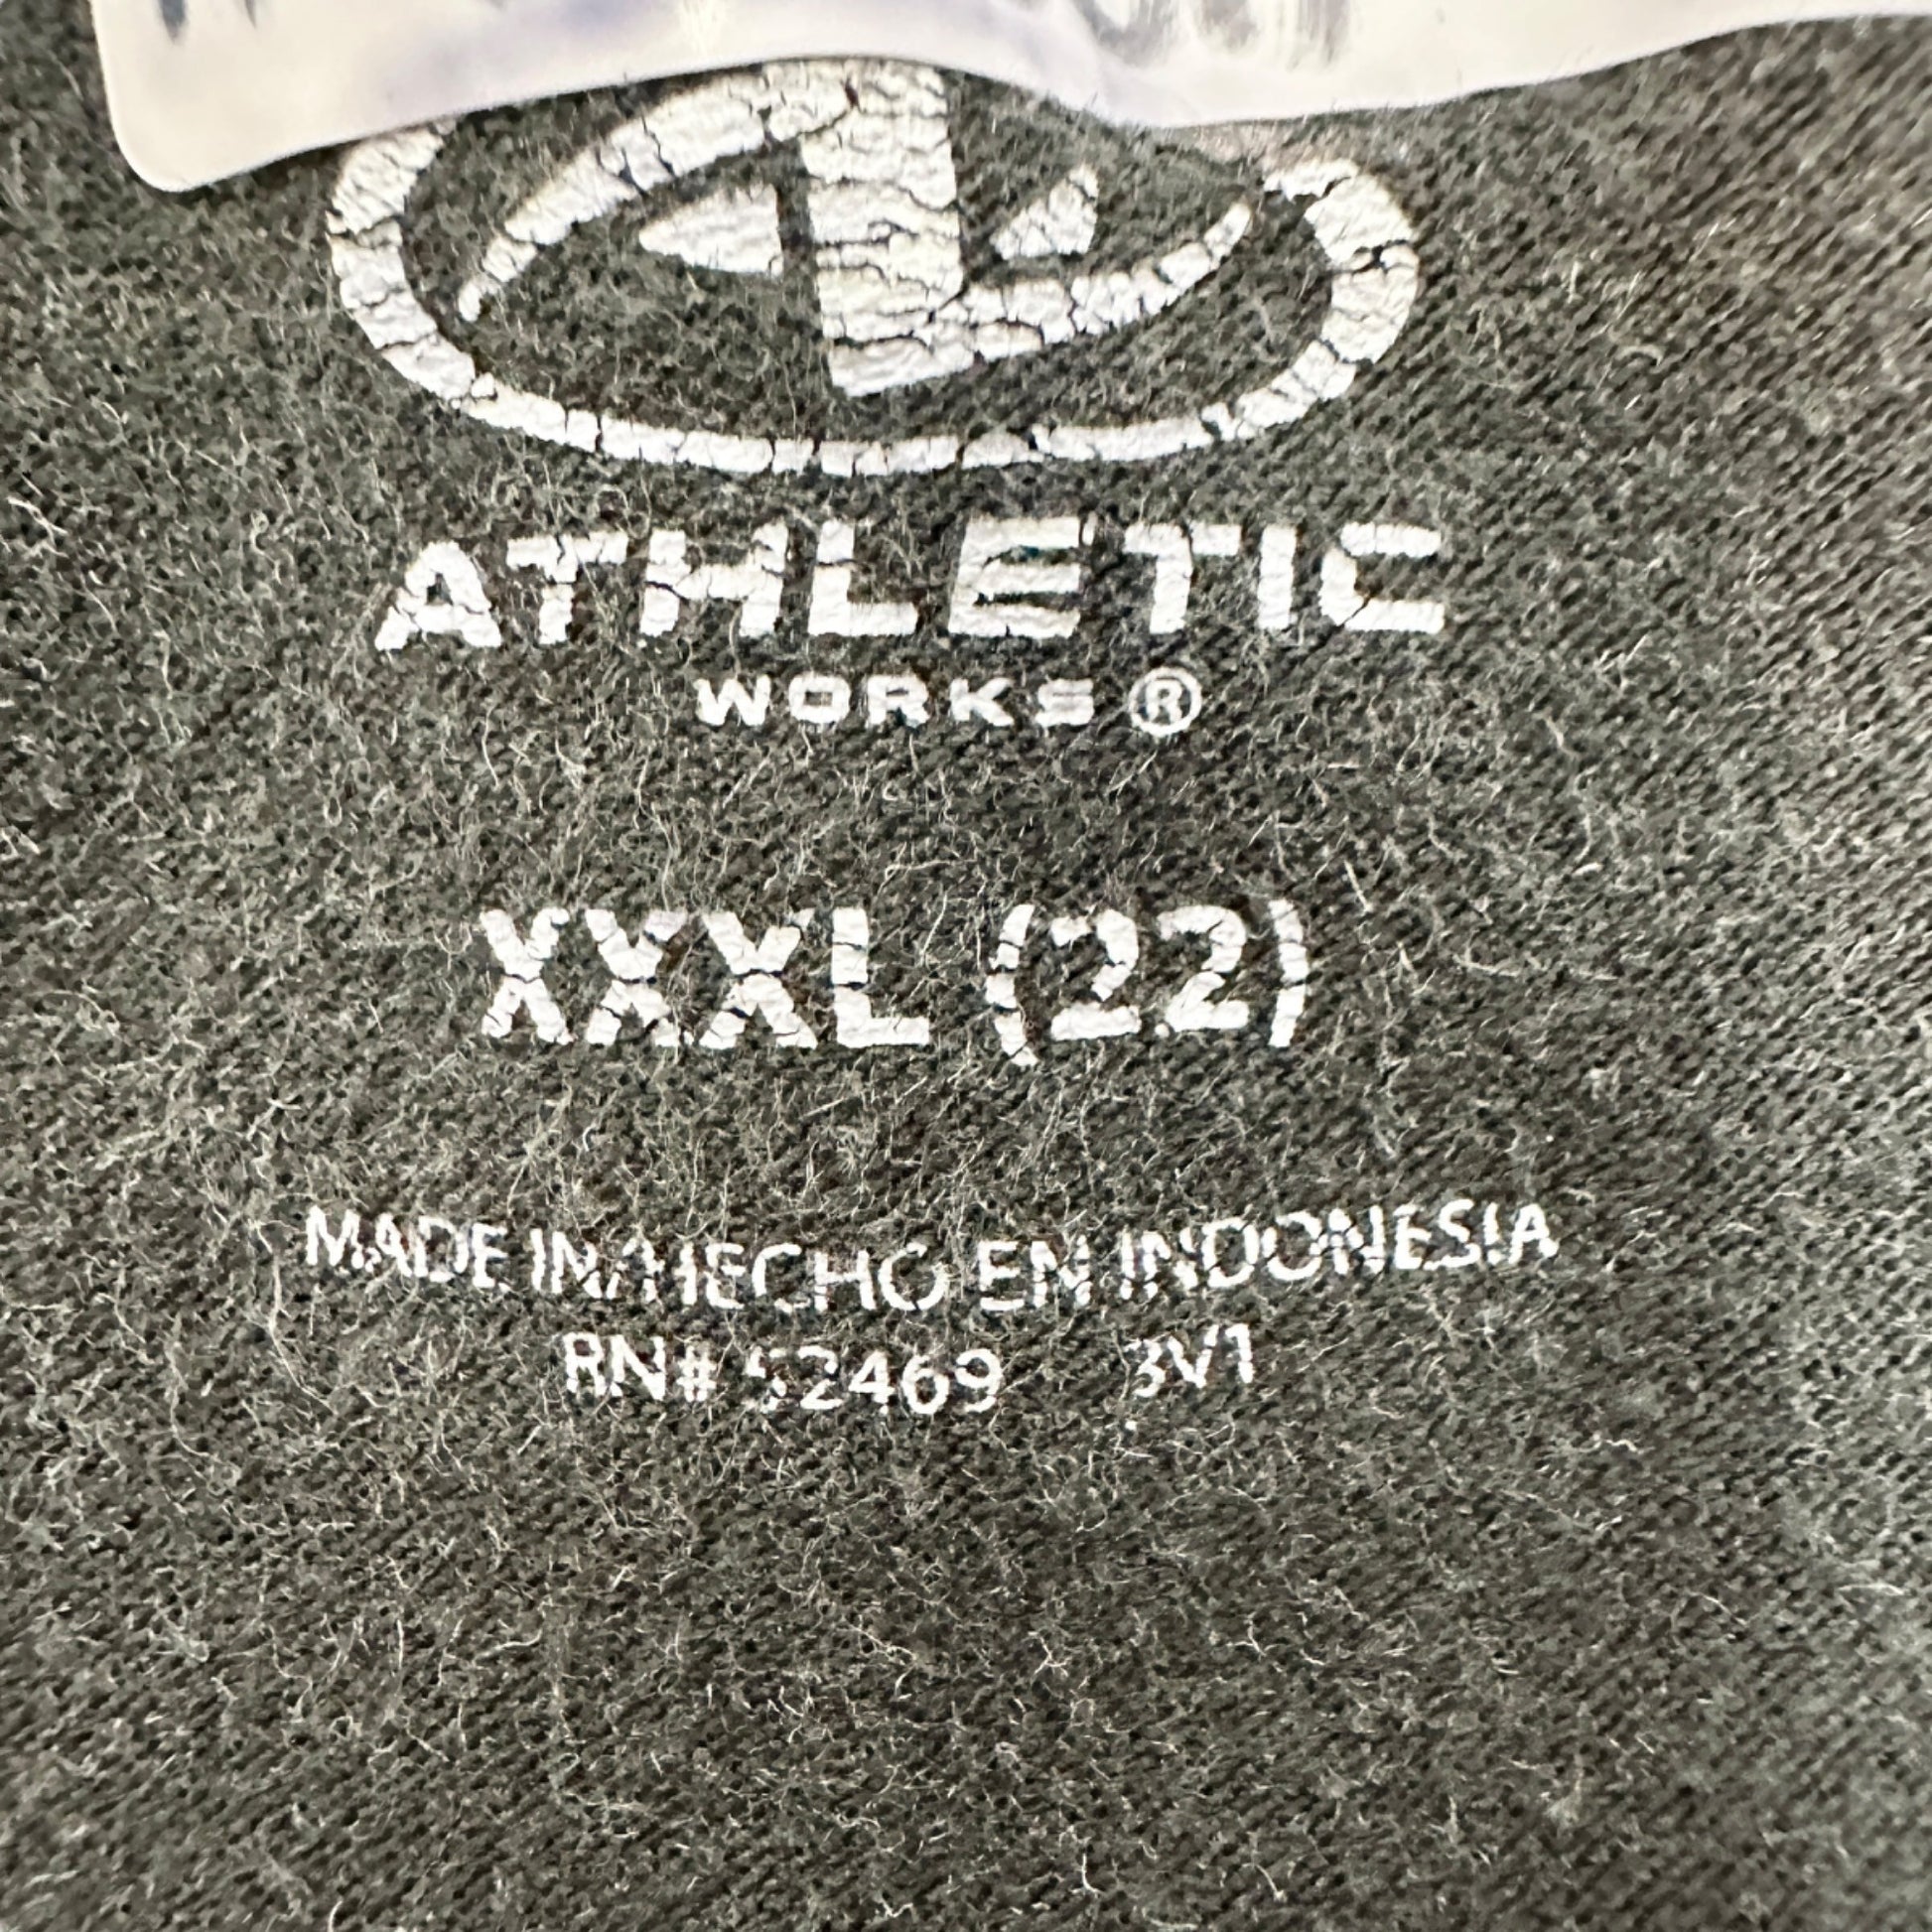 ATHLETIC
WORKS®
XXXL (22)
MADE IN/HECHO EN INDONESIA
RN# 52469 3V1